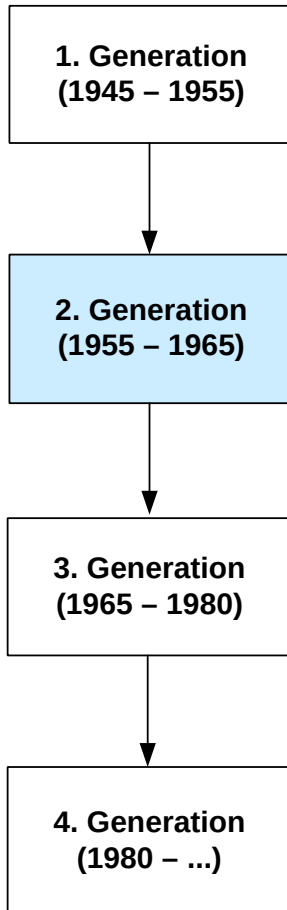 1. Generation
(1945 – 1955)
2. Generation
(1955 – 1965)
3. Generation
(1965 – 1980)
4. Generation
(1980 – ...)